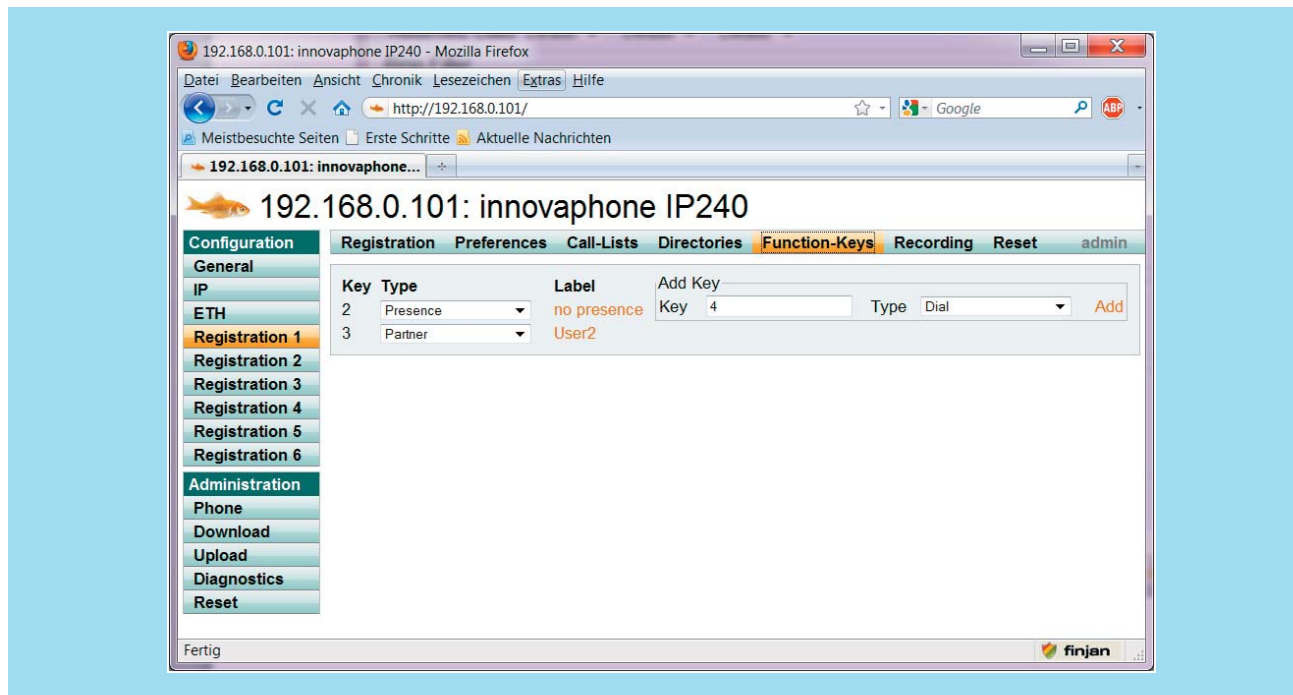 192.168.0.101: innovaphone IP240 - Mozilla Firefox
Datei Bearbeiten Ansicht Chronik Lesezeichen Extras Hilfe
http://192.168.0.101/ Google ABP
Meistbesuchte Seiten Erste Schritte Aktuelle Nachrichten
192.168.0.101: innovaphone...
192.168.0.101: innovaphone IP240
Configuration
General
IP
ETH
Registration 1
Registration 2
Registration 3
Registration 4
Registration 5
Registration 6
Administration
Phone
Download
Upload
Diagnostics
Reset
Registration Preferences Call-Lists Directories Function-Keys Recording Reset admin
Key Type Label
2 Presence no presence
3 Partner User2
Add Key
Key 4 Type Dial Add
Fertig finjan